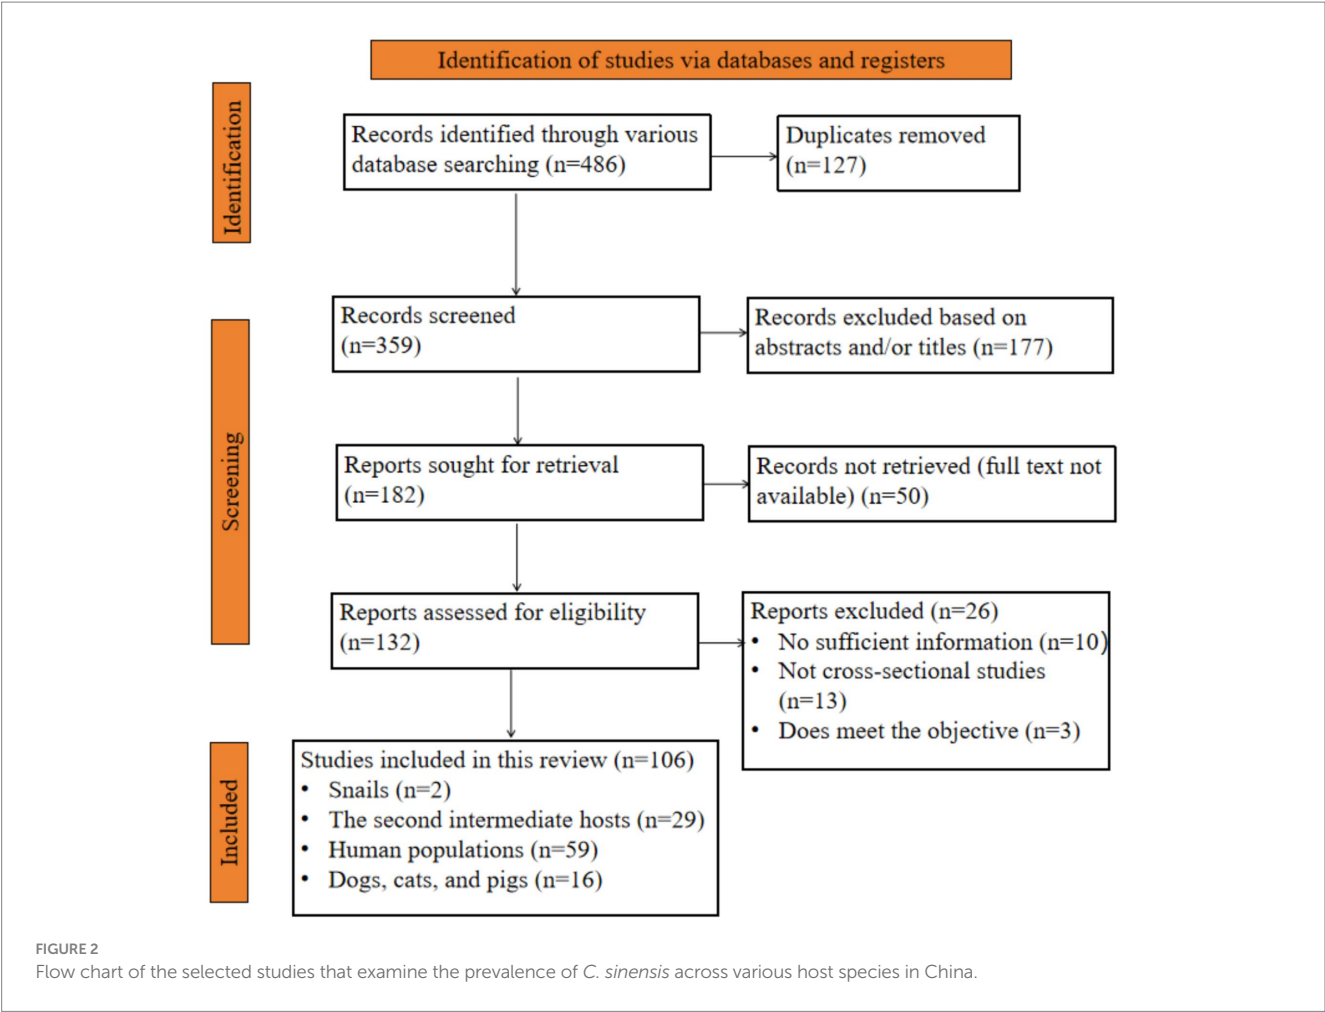 Identification of studies via databases and registers
Identification
Records identified through various
database searching (n=486)
Duplicates removed
(n=127)
Screening
Records screened
(n=359)
Records excluded based on
abstracts and/or titles (n=177)
Reports sought for retrieval
(n=182)
Records not retrieved (full text not
available) (n=50)
Reports assessed for eligibility
(n=132)
Reports excluded (n=26)
• No sufficient information (n=10)
• Not cross-sectional studies
(n=13)
• Does meet the objective (n=3)
Included
Studies included in this review (n=106)
• Snails (n=2)
• The second intermediate hosts (n=29)
• Human populations (n=59)
• Dogs, cats, and pigs (n=16)
FIGURE 2
Flow chart of the selected studies that examine the prevalence of C. sinensis across various host species in China.